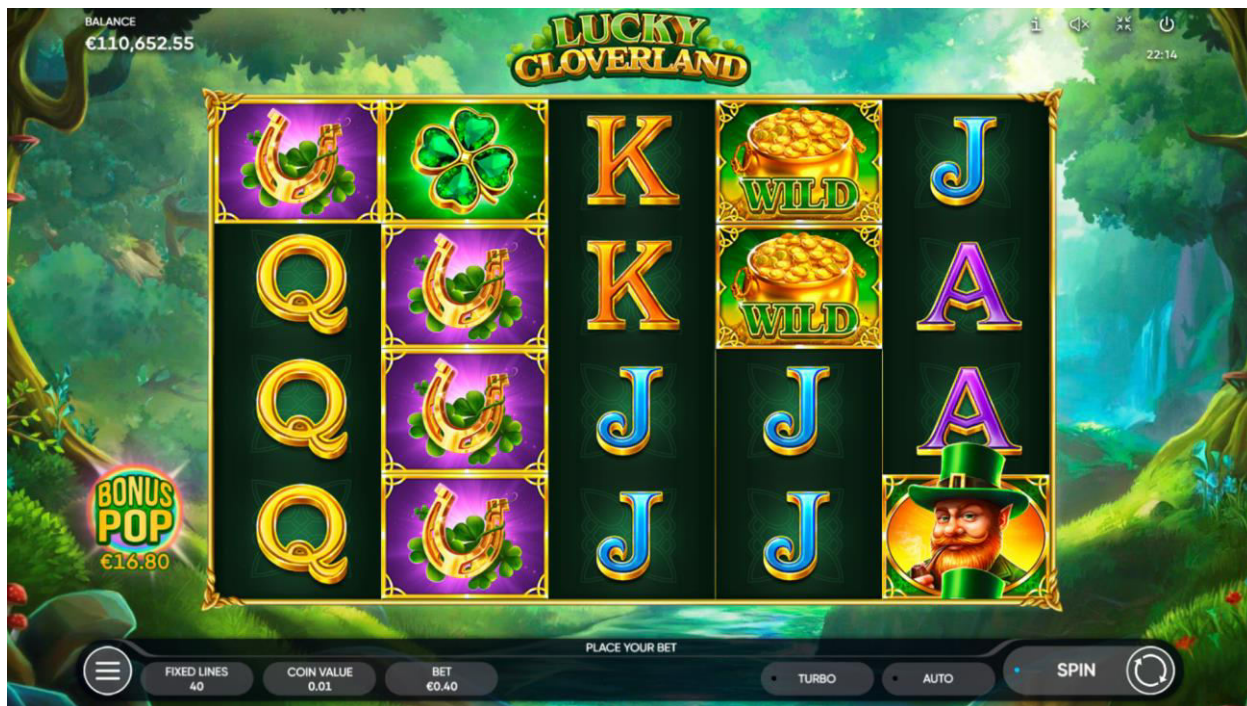 BALANCE
€110,652.55
LUCKY
CLOVERLAND
i
22:14
K
WILD
J
Q
K
WILD
A
Q
J
J
A
Q
J
J
BONUS
POP
€16.80
PLACE YOUR BET
FIXED LINES
40
COIN VALUE
0.01
BET
€0.40
TURBO
AUTO
SPIN